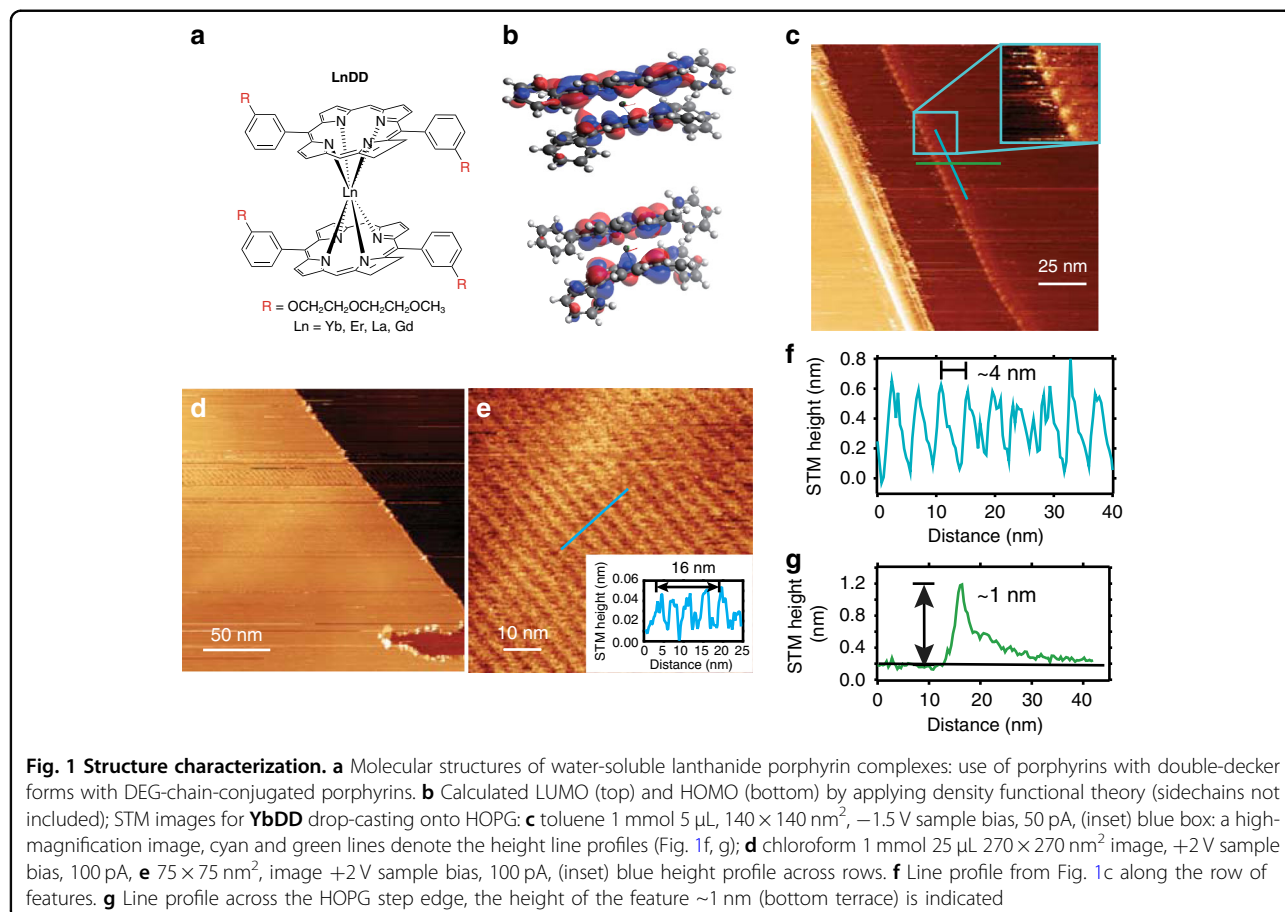 a
LnDD
R
N
N
N
N
R
Ln
R
N
N
N
N
R
R = OCH₂CH₂OCH₂CH₂OCH₃
Ln = Yb, Er, La, Gd
b
c
25 nm
d
50 nm
e
10 nm
STM height (nm)
0.06
0.04
0.02
0.00
16 nm
0 5 10 15 20 25
Distance (nm)
f
STM height (nm)
0.8
0.6
0.4
0.2
0.0
~4 nm
0 10 20 30 40
Distance (nm)
g
STM height
(nm)
1.2
0.8
0.4
0.0
~1 nm
0 10 20 30 40
Distance (nm)
Fig. 1 Structure characterization. a Molecular structures of water-soluble lanthanide porphyrin complexes: use of porphyrins with double-decker
forms with DEG-chain-conjugated porphyrins. b Calculated LUMO (top) and HOMO (bottom) by applying density functional theory (sidechains not
included); STM images for YbDD drop-casting onto HOPG: c toluene 1 mmol 5 µL, 140 × 140 nm², −1.5 V sample bias, 50 pA, (inset) blue box: a high-
magnification image, cyan and green lines denote the height line profiles (Fig. 1f, g); d chloroform 1 mmol 25 µL 270 × 270 nm² image, +2 V sample
bias, 100 pA, e 75 × 75 nm², image +2 V sample bias, 100 pA, (inset) blue height profile across rows. f Line profile from Fig. 1c along the row of
features. g Line profile across the HOPG step edge, the height of the feature ~1 nm (bottom terrace) is indicated